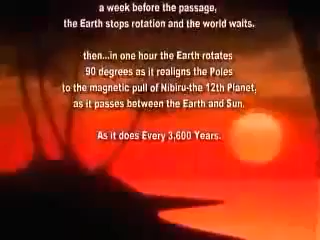 a week before the passage,
the Earth stops rotation and the world waits.
then...in one hour the Earth rotates
90 degrees as it realigns the Poles
to the magnetic pull of Nibiru-the 12th Planet,
as it passes between the Earth and Sun.
As it does Every 3,600 Years.